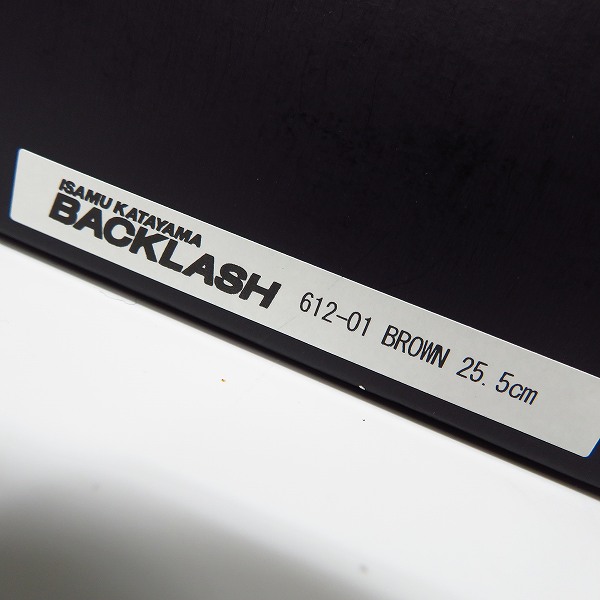 ISAMU KATAYAMA
BACKLASH 612-01 BROWN 25.5cm